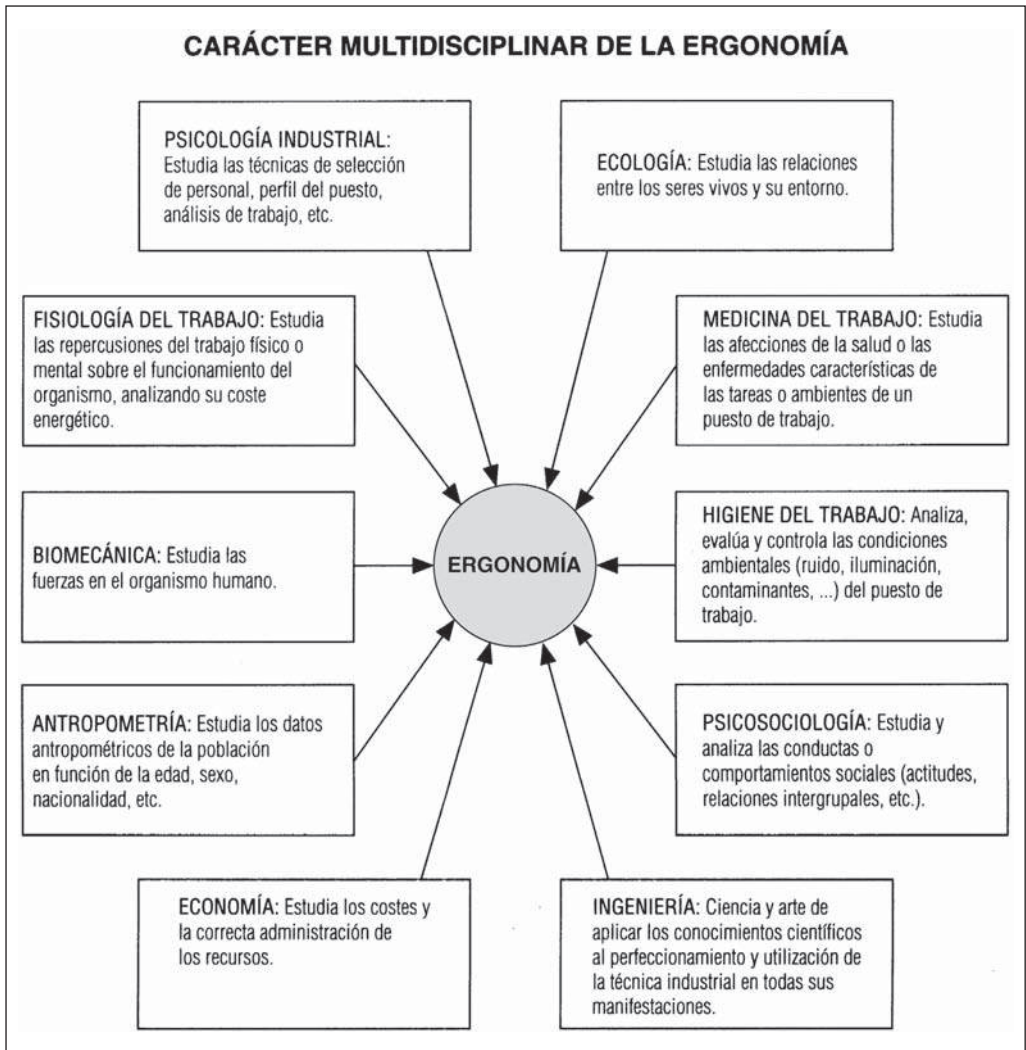 CARÁCTER MULTIDISCIPLINAR DE LA ERGONOMÍA
PSICOLOGÍA INDUSTRIAL:
Estudia las técnicas de selección
de personal, perfil del puesto,
análisis de trabajo, etc.
ECOLOGÍA: Estudia las relaciones
entre los seres vivos y su entorno.
FISIOLOGÍA DEL TRABAJO: Estudia
las repercusiones del trabajo físico o
mental sobre el funcionamiento del
organismo, analizando su coste
energético.
MEDICINA DEL TRABAJO: Estudia
las afecciones de la salud o las
enfermedades características de
las tareas o ambientes de un
puesto de trabajo.
BIOMECÁNICA: Estudia las
fuerzas en el organismo humano.
ERGONOMÍA
HIGIENE DEL TRABAJO: Analiza,
evalúa y controla las condiciones
ambientales (ruido, iluminación,
contaminantes, ...) del puesto de
trabajo.
ANTROPOMETRÍA: Estudia los datos
antropométricos de la población
en función de la edad, sexo,
nacionalidad, etc.
PSICOSOCIOLOGÍA: Estudia y
analiza las conductas o
comportamientos sociales (actitudes,
relaciones intergrupales, etc.).
ECONOMÍA: Estudia los costes y
la correcta administración de
los recursos.
INGENIERÍA: Ciencia y arte de
aplicar los conocimientos científicos
al perfeccionamiento y utilización de
la técnica industrial en todas sus
manifestaciones.